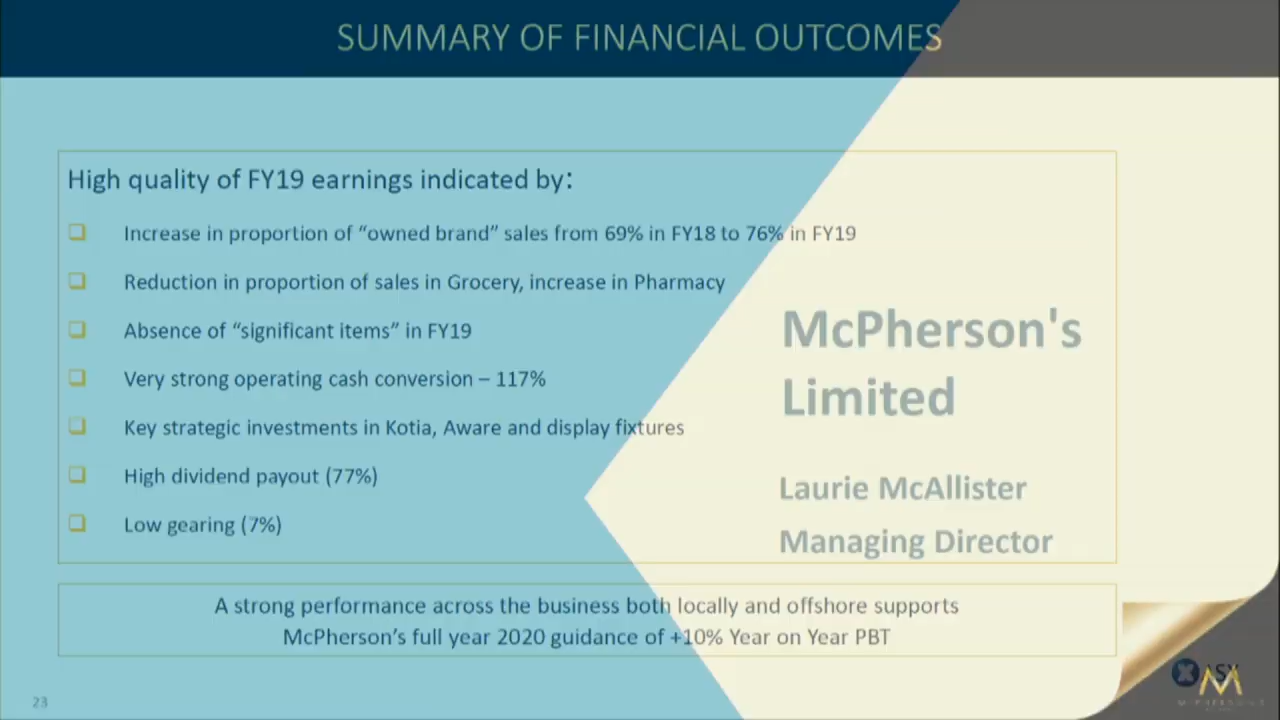 SUMMARY OF FINANCIAL OUTCOMES
High quality of FY19 earnings indicated by:
Increase in proportion of “owned brand” sales from 69% in FY18 to 76% in FY19
Reduction in proportion of sales in Grocery, increase in Pharmacy
Absence of “significant items” in FY19
Very strong operating cash conversion – 117%
Key strategic investments in Kotia, Aware and display fixtures
High dividend payout (77%)
Low gearing (7%)
McPherson's
Limited
Laurie McAllister
Managing Director
A strong performance across the business both locally and offshore supports
McPherson’s full year 2020 guidance of +10% Year on Year PBT
23
ASX